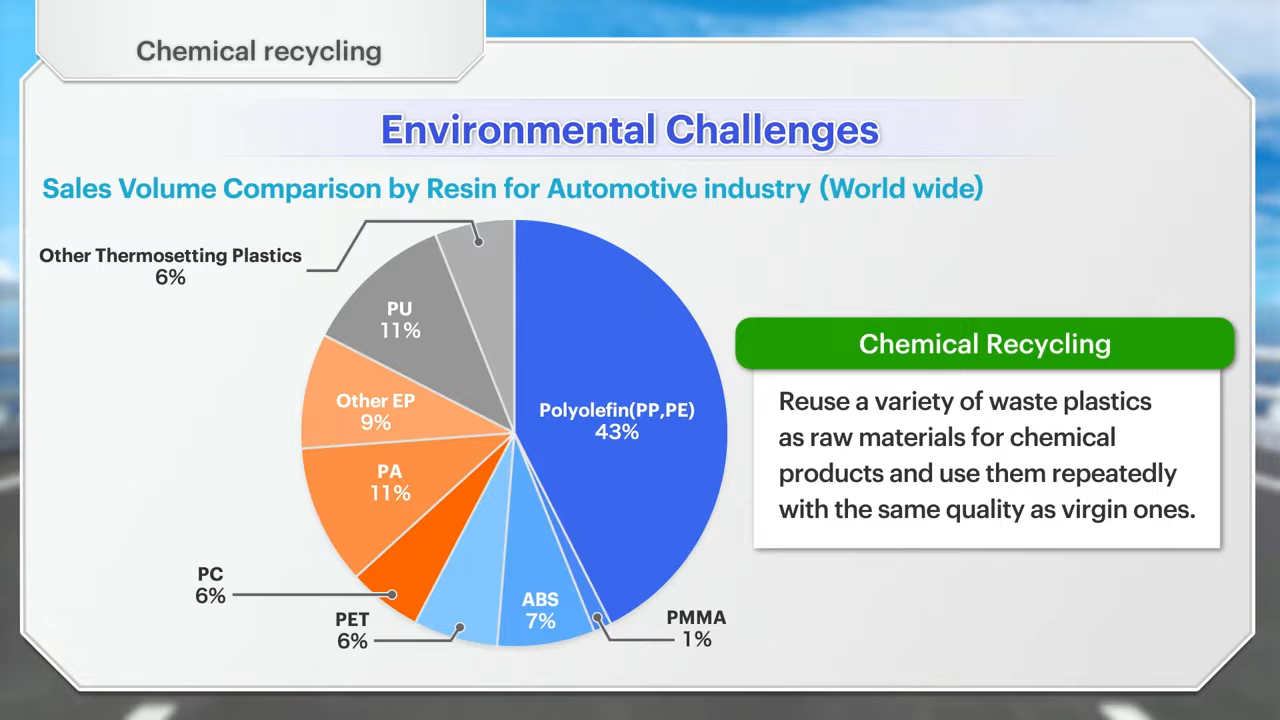 Chemical recycling
Environmental Challenges
Sales Volume Comparison by Resin for Automotive industry (World wide)
Other Thermosetting Plastics
6%
PU
11%
Other EP
9%
PA
11%
PC
6%
PET
6%
ABS
7%
PMMA
1%
Polyolefin(PP,PE)
43%
Chemical Recycling
Reuse a variety of waste plastics
as raw materials for chemical
products and use them repeatedly
with the same quality as virgin ones.